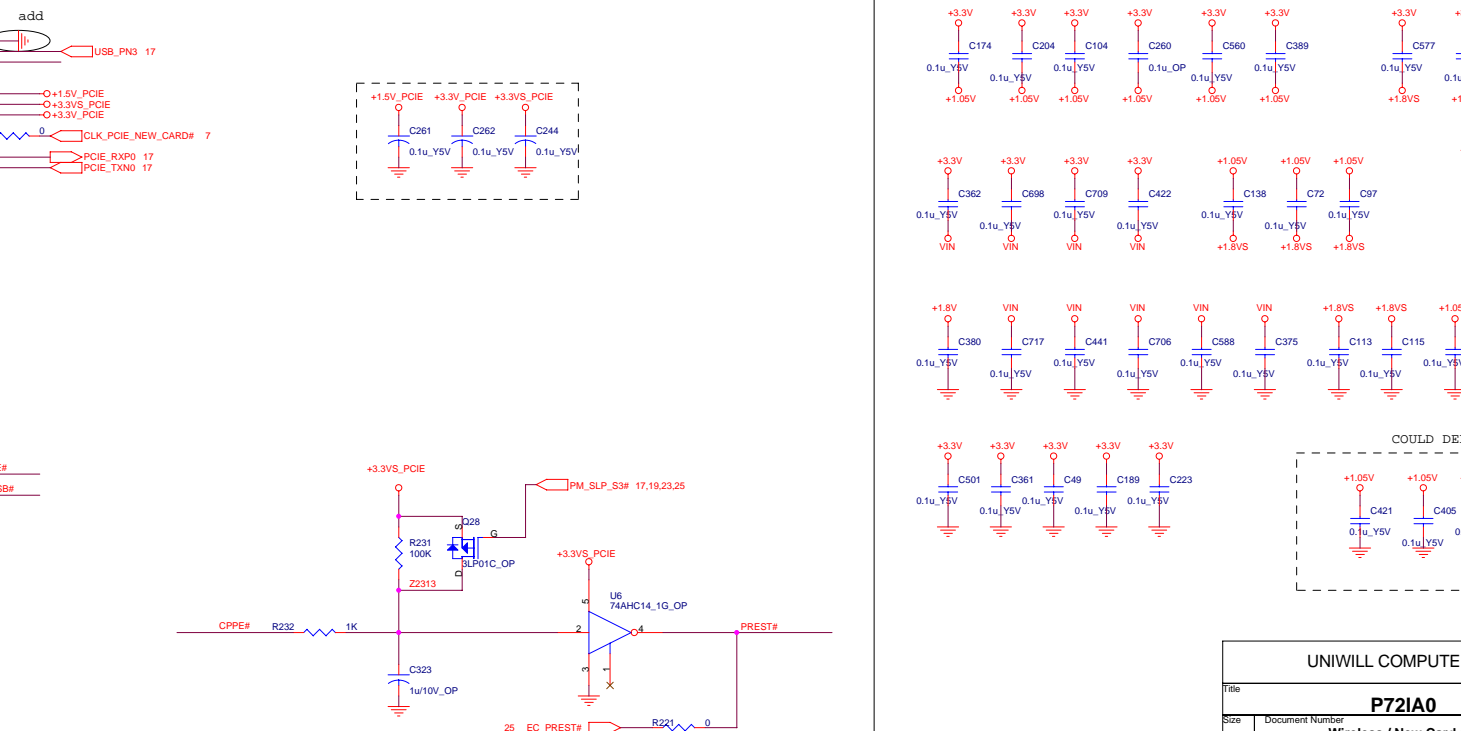 add
USB_PN3 17
+1.5V_PCIE
+3.3VS_PCIE
+3.3V_PCIE
0 CLK_PCIE_NEW_CARD# 7
PCIE_RXP0 17
PCIE_TXN0 17
+1.5V_PCIE +3.3V_PCIE +3.3VS_PCIE
C261 C262 C244
0.1u_Y5V 0.1u_Y5V 0.1u_Y5V
+3.3V +3.3V +3.3V +3.3V +3.3V +3.3V +3.3V
C174 C204 C104 C260 C560 C389 C577
0.1u_Y5V 0.1u_Y5V 0.1u_Y5V 0.1u_OP 0.1u_Y5V 0.1u_Y5V 0.1u_Y5V
+1.05V +1.05V +1.05V +1.05V +1.05V +1.05V +1.8VS
+3.3V +3.3V +3.3V +3.3V +1.05V +1.05V +1.05V
C362 C698 C709 C422 C138 C72 C97
0.1u_Y5V 0.1u_Y5V 0.1u_Y5V 0.1u_Y5V 0.1u_Y5V 0.1u_Y5V 0.1u_Y5V
VIN VIN VIN VIN +1.8VS +1.8VS +1.8VS
+1.8V VIN VIN VIN VIN VIN +1.8VS +1.8VS +1.05
C380 C717 C441 C706 C588 C375 C113 C115
0.1u_Y5V 0.1u_Y5V 0.1u_Y5V 0.1u_Y5V 0.1u_Y5V 0.1u_Y5V 0.1u_Y5V 0.1u_Y5V 0.1u_Y5V
+3.3V +3.3V +3.3V +3.3V +3.3V
C501 C361 C49 C189 C223
0.1u_Y5V 0.1u_Y5V 0.1u_Y5V 0.1u_Y5V 0.1u_Y5V
COULD DE
+1.05V +1.05V
C421 C405
0.1u_Y5V 0.1u_Y5V
#
SB#
+3.3VS_PCIE
PM_SLP_S3# 17,19,23,25
Q28
S G D
R231
100K
3LP01C_OP
Z2313
+3.3VS_PCIE
U6
74AHC14_1G_OP
5
CPPE# R232 1K 2 4 PREST#
3 1
C323
1u/10V_OP
25 EC_PREST# R221 0
UNIWILL COMPUTE
Title
P72IA0
Size Document Number
Wireless / New Card